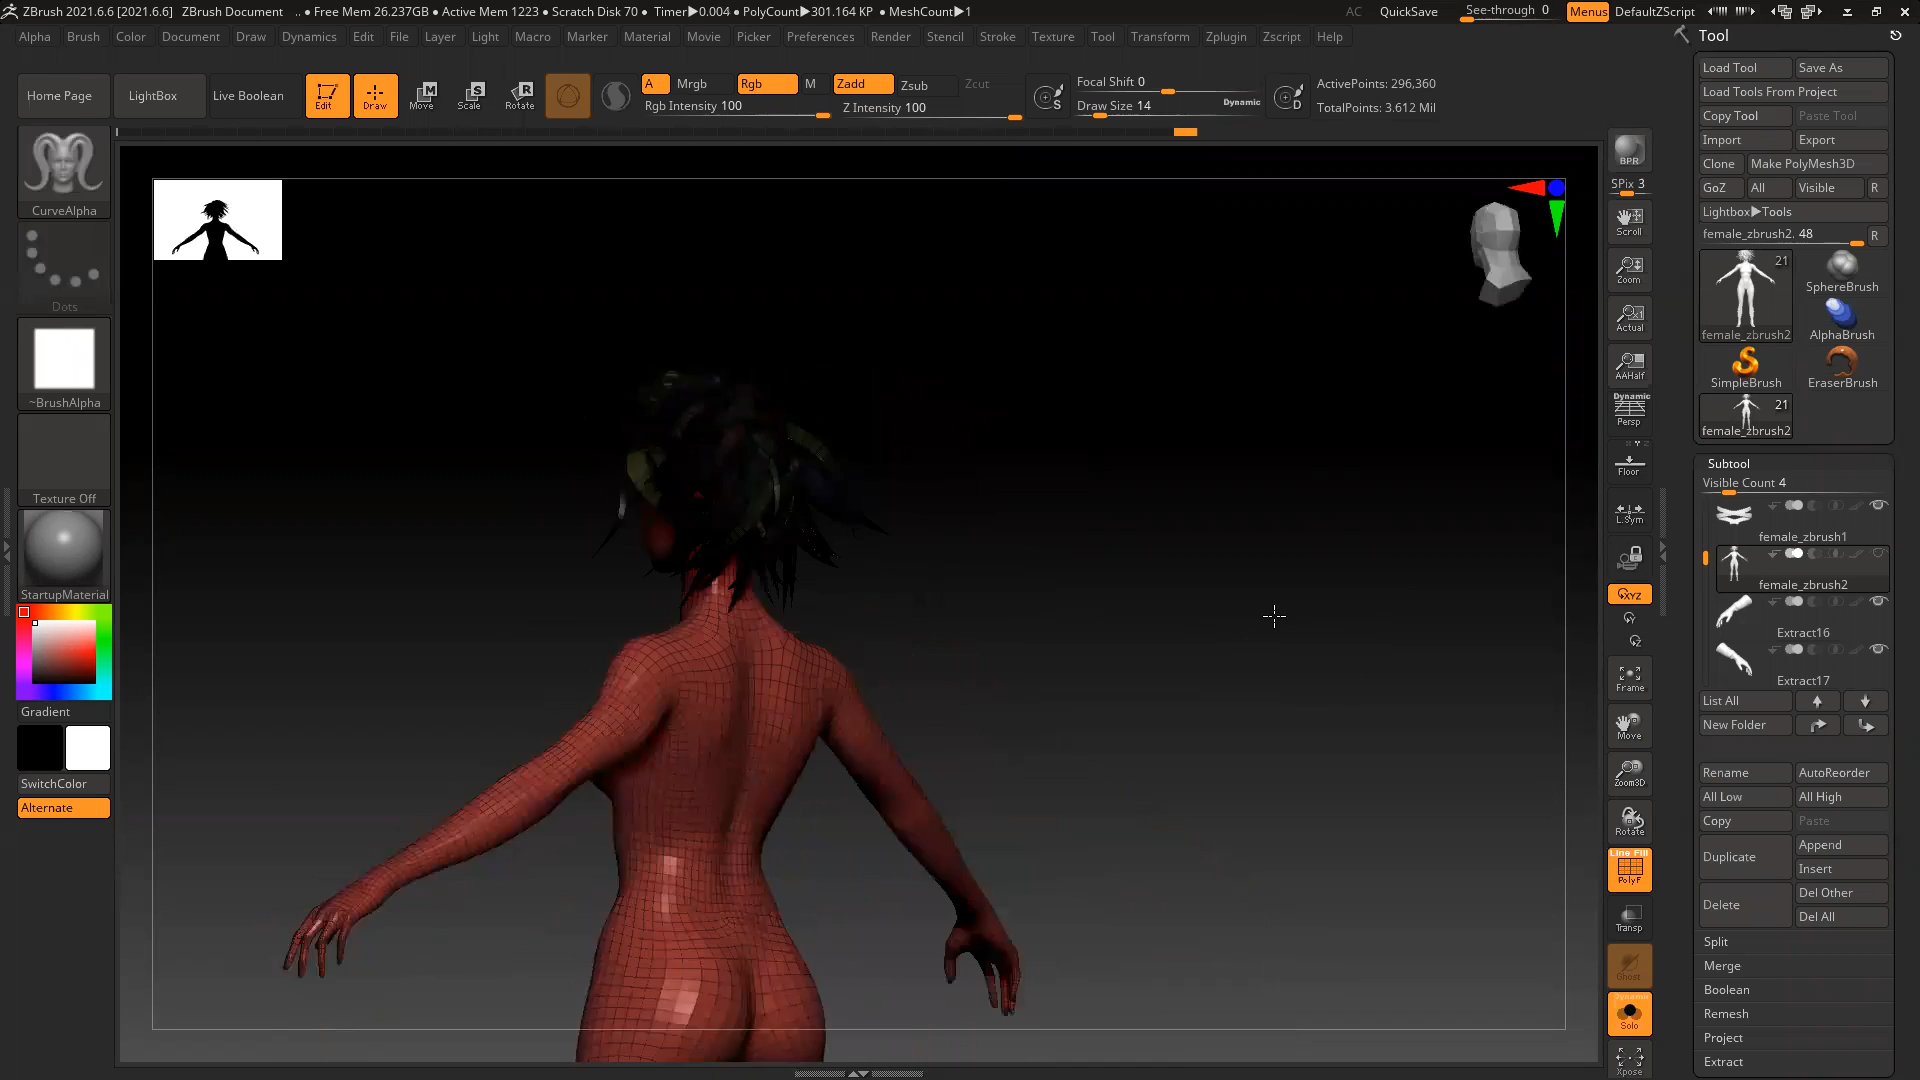 ZBrush 2021.6.6 [2021.6.6] ZBrush Document .. • Free Mem 26.237GB • Active Mem 1223 • Scratch Disk 70 • Timer▶0.004 • PolyCount▶301.164 KP • MeshCount▶1 AC QuickSave See-through 0 Menus DefaultZScript
Alpha Brush Color Document Draw Dynamics Edit File Layer Light Macro Marker Material Movie Picker Preferences Render Stencil Stroke Texture Tool Transform Zplugin Zscript Help
Home Page LightBox Live Boolean Edit Draw Move Scale Rotate
M S R
A Mrgb Rgb M Zadd Zsub Zcut
Rgb Intensity 100 Z Intensity 100
S Focal Shift 0
Draw Size 14 Dynamic D
ActivePoints: 296,360
TotalPoints: 3.612 Mil
CurveAlpha
Dots
~BrushAlpha
Texture Off
StartupMaterial
Gradient
SwitchColor
Alternate
BPR
SPix 3
Scroll
Zoom
Actual
AAHalf
Dynamic
Persp
Floor
L.Sym
XYZ
Y
Z
Frame
Move
Zoom3D
Rotate
Line Fill
PolyF
Transp
Ghost
Dynamic
Solo
Xpose
Tool
Load Tool Save As
Load Tools From Project
Copy Tool Paste Tool
Import Export
Clone Make PolyMesh3D
GoZ All Visible R
Lightbox▶Tools
female_zbrush2. 48 R
21
female_zbrush2
SphereBrush
AlphaBrush
SimpleBrush EraserBrush
21
female_zbrush2
Subtool
Visible Count 4
female_zbrush1
female_zbrush2
Extract16
Extract17
List All
New Folder
Rename AutoReorder
All Low All High
Copy Paste
Duplicate Append
Insert
Delete Del Other
Del All
Split
Merge
Boolean
Remesh
Project
Extract